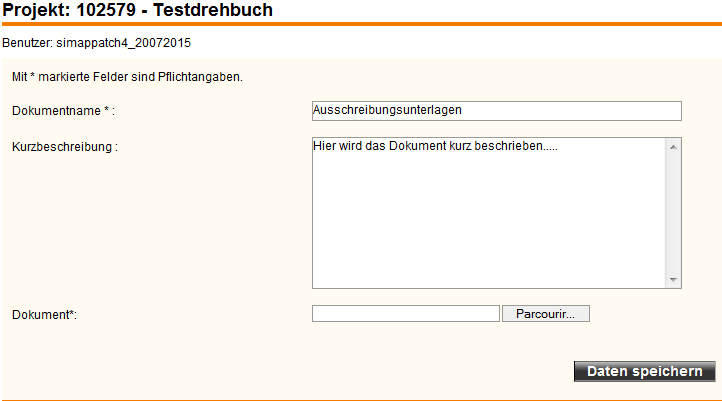 Projekt: 102579 - Testdrehbuch
Benutzer: simappatch4_20072015
Mit * markierte Felder sind Pflichtangaben.
Dokumentname * :
Ausschreibungsunterlagen
Kurzbeschreibung :
Hier wird das Dokument kurz beschrieben.....
Dokument*:
Parcourir...
Daten speichern